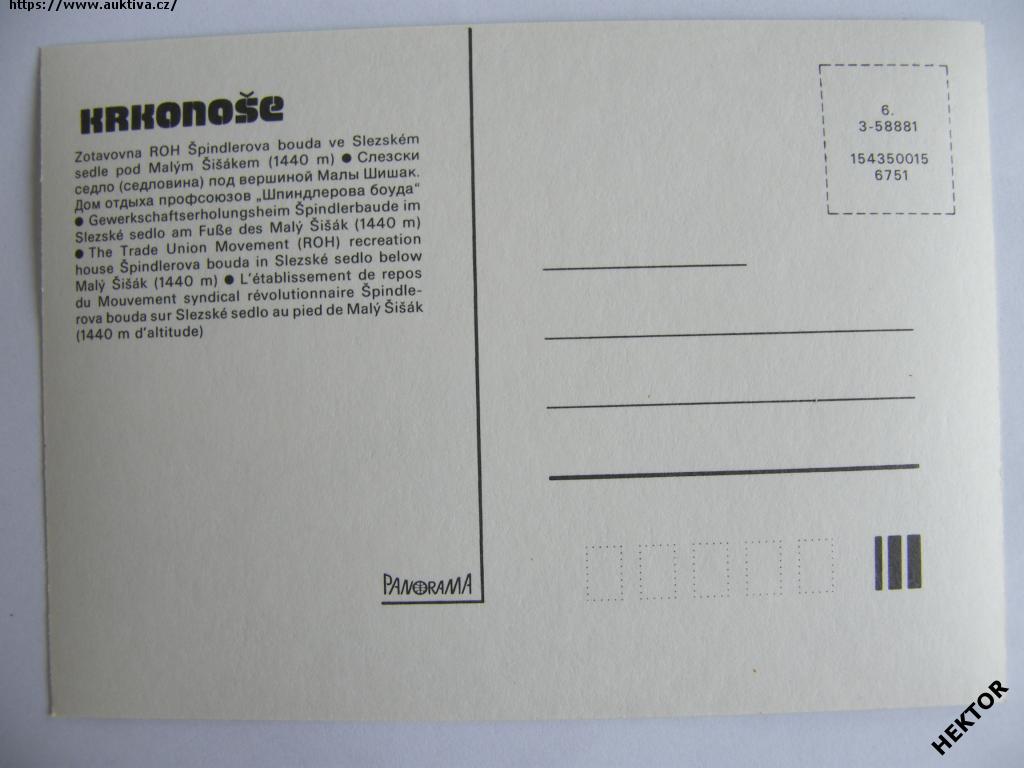 https://www.auktiva.cz/
KRKONOŠE
Zotavovna ROH Špindlerova bouda ve Slezském
sedle pod Malým Šišákem (1440 m) ● Слезски
седло (седловина) под вершиной Малы Шишак.
Дом отдыха профсоюзов „Шпиндлерова боуда“
● Gewerkschaftserholungsheim Špindlerbaude im
Slezské sedlo am Fuße des Malý Šišák (1440 m)
● The Trade Union Movement (ROH) recreation
house Špindlerova bouda in Slezské sedlo below
Malý Šišák (1440 m) ● L'établissement de repos
du Mouvement syndical révolutionnaire Špindle-
rova bouda sur Slezské sedlo au pied de Malý Šišák
(1440 m d'altitude)
PANORAMA
6.
3-58881
154350015
6751
HEKTOR